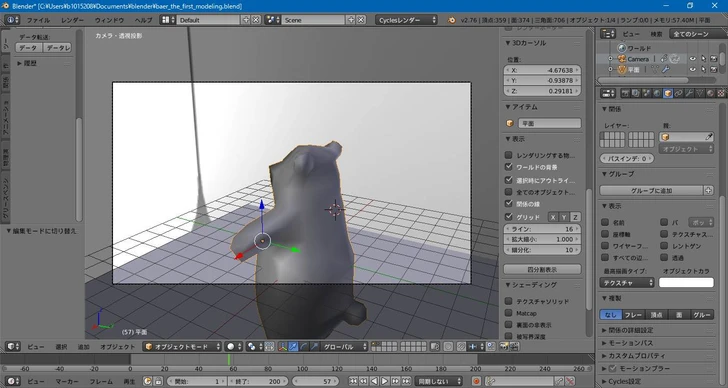 Blender* [C:¥Users¥b1015208¥Documents¥blender¥baer_the_first_modeling.blend]
ファイル レンダー ウィンドウ ヘルプ Default Scene Cyclesレンダー v2.76 | 頂点:359 | 面:374 | 三角面:706 | オブジェクト:1/4 | ランプ:0/0 | メモリ:57.40M | 平面
データ転送:
データ データレ
履歴
編集モードに切り替え
カメラ・透視投影
(57) 平面
3Dカーソル
位置:
X: -4.67638
Y: -0.93878
Z: 0.29181
アイテム
平面
表示
レンダリングする物...
ワールドの背景
選択時にアウトライ...
全てのオブジェクト...
関係の線
グリッド X Y Z
ライン: 16
拡大縮小: 1.000
細分化: 10
四分割表示
シェーディング
テクスチャソリッド
Matcap
裏面の非表示
被写界深度
ビュー 検索 全てのシーン
ワールド
Camera
平面
関係
レイヤー: 親:
オブジェクト
パスインデ: 0
グループ
グループに追加
表示
名前
座標軸 テクスチャス...
ワイヤーフ... レントゲン
すべての辺... 透過
最高描画タイプ: オブジェクトカラー
テクスチャ
複製
なし フレー 頂点 面 グルー
関係の詳細設定
モーションパス
カスタムプロパティ
モーションブラー
Cycles設定
ビュー 選択 追加 オブジェクト オブジェクトモード グローバル
-60 -40 -20 0 20 40 60 80 100 120 140 160 180 200 220 240 260
ビュー マーカー フレーム 再生 開始: 1 終了: 200 57 同期しない